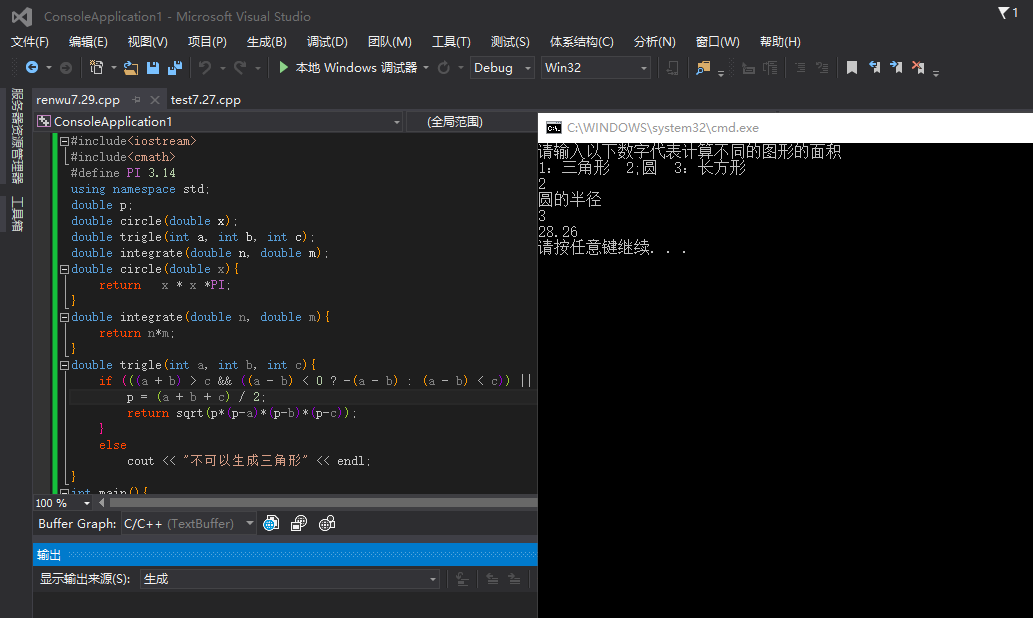 ConsoleApplication1 - Microsoft Visual Studio
1
文件(F) 编辑(E) 视图(V) 项目(P) 生成(B) 调试(D) 团队(M) 工具(T) 测试(S) 体系结构(C) 分析(N) 窗口(W) 帮助(H)
本地 Windows 调试器 Debug Win32
服务器资源管理器
工具箱
renwu7.29.cpp test7.27.cpp
ConsoleApplication1 (全局范围)
#include<iostream>
#include<cmath>
#define PI 3.14
using namespace std;
double p;
double circle(double x);
double trigle(int a, int b, int c);
double integrate(double n, double m);
double circle(double x){
return x * x *PI;
}
double integrate(double n, double m){
return n*m;
}
double trigle(int a, int b, int c){
if (((a + b) > c && ((a - b) < 0 ? -(a - b) : (a - b) < c)) ||
p = (a + b + c) / 2;
return sqrt(p*(p-a)*(p-b)*(p-c));
}
else
cout << "不可以生成三角形" << endl;
}
int main(){
100 %
Buffer Graph: C/C++ (TextBuffer)
输出
显示输出来源(S): 生成
C:\WINDOWS\system32\cmd.exe
请输入以下数字代表计算不同的图形的面积
1: 三角形 2;圆 3: 长方形
2
圆的半径
3
28.26
请按任意键继续. . .